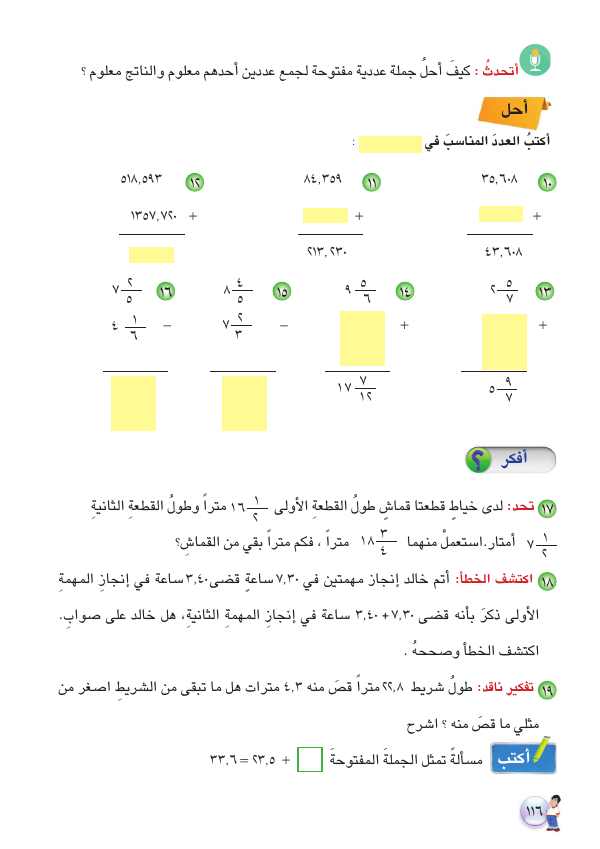 أتحدثُ : كيفَ أحلُ جملة عددية مفتوحة لجمع عددين أحدهم معلوم والناتج معلوم ؟
أحل
أكتبُ العددَ المناسبَ في :
١٠ ٣٥,٦٠٨ ١١ ٨٤,٣٥٩ ١٢ ٥١٨,٥٩٣
+ + + ١٣٥٧,٧٢٠
٤٣,٦٠٨ ٢١٣,٢٣٠
١٣ ٢ ٥/٧ ١٤ ٩ ٥/٦ ١٥ ٨ ٤/٥ ١٦ ٧ ٢/٥
+ + − ٧ ٢/٣ − ٤ ١/٦
٥ ٩/٧ ١٧ ٧/١٢
أفكر ؟
١٧ تحد: لدى خياطٍ قطعتا قماشٍ طولُ القطعةِ الأولى ١٦ ١/٢ متراً وطولُ القطعةِ الثانيةِ
٧ ١/٢ أمتار.استعملُ منهما ١٨ ٣/٤ متراً ، فكم متراً بقي من القماشِ؟
١٨ اكتشف الخطأ: أتم خالد إنجاز مهمتين في ٧,٣٠ ساعةٍ قضى ٣,٤٠ ساعة في إنجازِ المهمةِ
الأولى ذكرَ بأنه قضى ٧,٣٠+٣,٤٠ ساعة في إنجازِ المهمةِ الثانيةِ، هل خالد على صوابٍ.
اكتشف الخطأ وصححهُ .
١٩ تفكير ناقد: طولُ شريط ٢٢,٨ متراً قصَ منه ٤,٣ مترات هل ما تبقى من الشريطِ اصغر من
مثلي ما قصَ منه ؟ اشرح
أكتب مسألةً تمثل الجملةَ المفتوحةَ + ٢٣,٥ = ٣٣,٦
١١٦